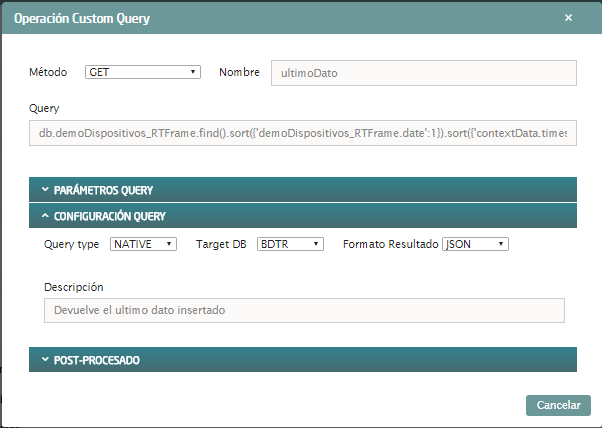 Operación Custom Query ×
Método GET Nombre ultimoDato
Query
db.demoDispositivos_RTFrame.find().sort({'demoDispositivos_RTFrame.date':1}).sort({'contextData.times
PARÁMETROS QUERY
CONFIGURACIÓN QUERY
Query type NATIVE Target DB BDTR Formato Resultado JSON
Descripción
Devuelve el ultimo dato insertado
POST-PROCESADO
Cancelar